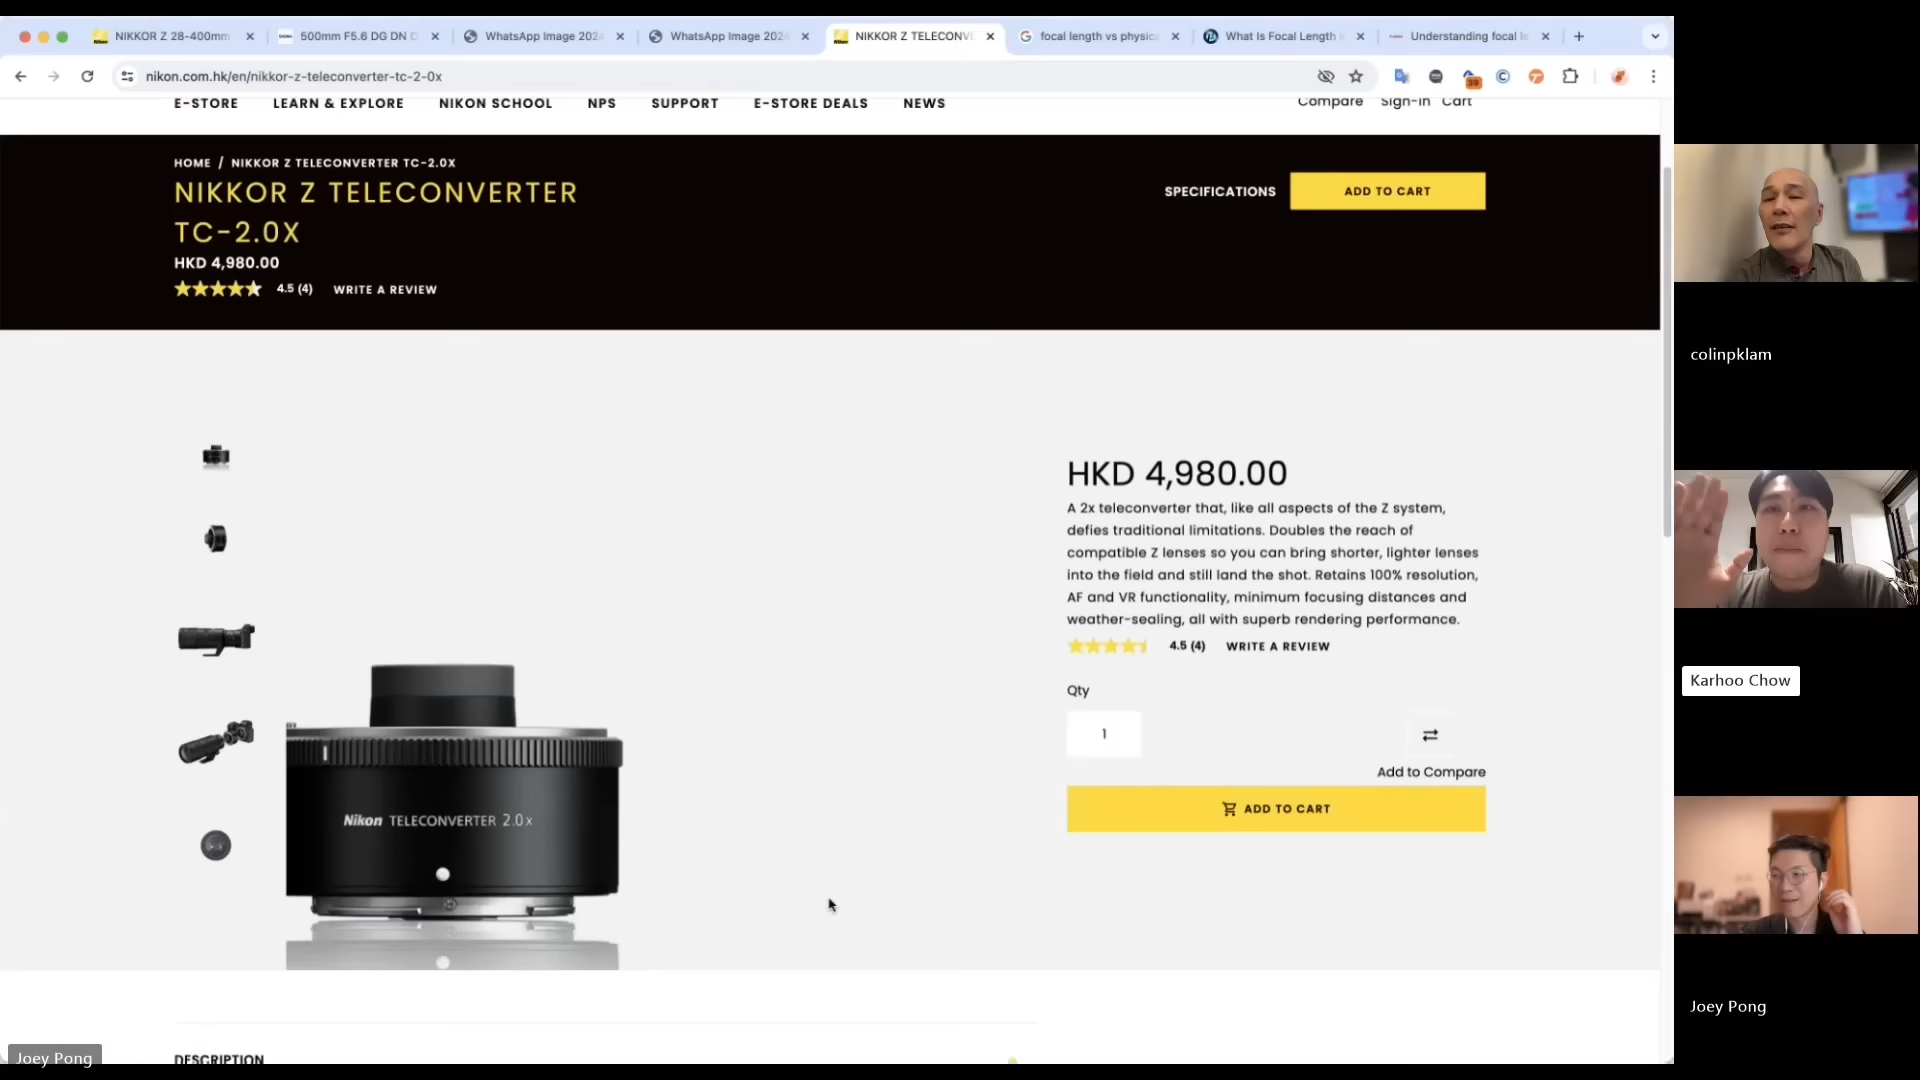 NIKKOR Z 28-400mm
500mm F5.6 DG DN
WhatsApp Image 2024
WhatsApp Image 2024
NIKKOR Z TELECONV
focal length vs physic
What Is Focal Length
Understanding focal
nikon.com.hk/en/nikkor-z-teleconverter-tc-2-0x
39
E-STORE LEARN & EXPLORE NIKON SCHOOL NPS SUPPORT E-STORE DEALS NEWS
Compare Sign-In Cart
HOME / NIKKOR Z TELECONVERTER TC-2.0X
NIKKOR Z TELECONVERTER
TC-2.0X
HKD 4,980.00
4.5 (4) WRITE A REVIEW
SPECIFICATIONS
ADD TO CART
Nikon TELECONVERTER 2.0x
HKD 4,980.00
A 2x teleconverter that, like all aspects of the Z system,
defies traditional limitations. Doubles the reach of
compatible Z lenses so you can bring shorter, lighter lenses
into the field and still land the shot. Retains 100% resolution,
AF and VR functionality, minimum focusing distances and
weather-sealing, all with superb rendering performance.
4.5 (4) WRITE A REVIEW
Qty
1
Add to Compare
ADD TO CART
DESCRIPTION
Joey Pong
colinpklam
Karhoo Chow
Joey Pong